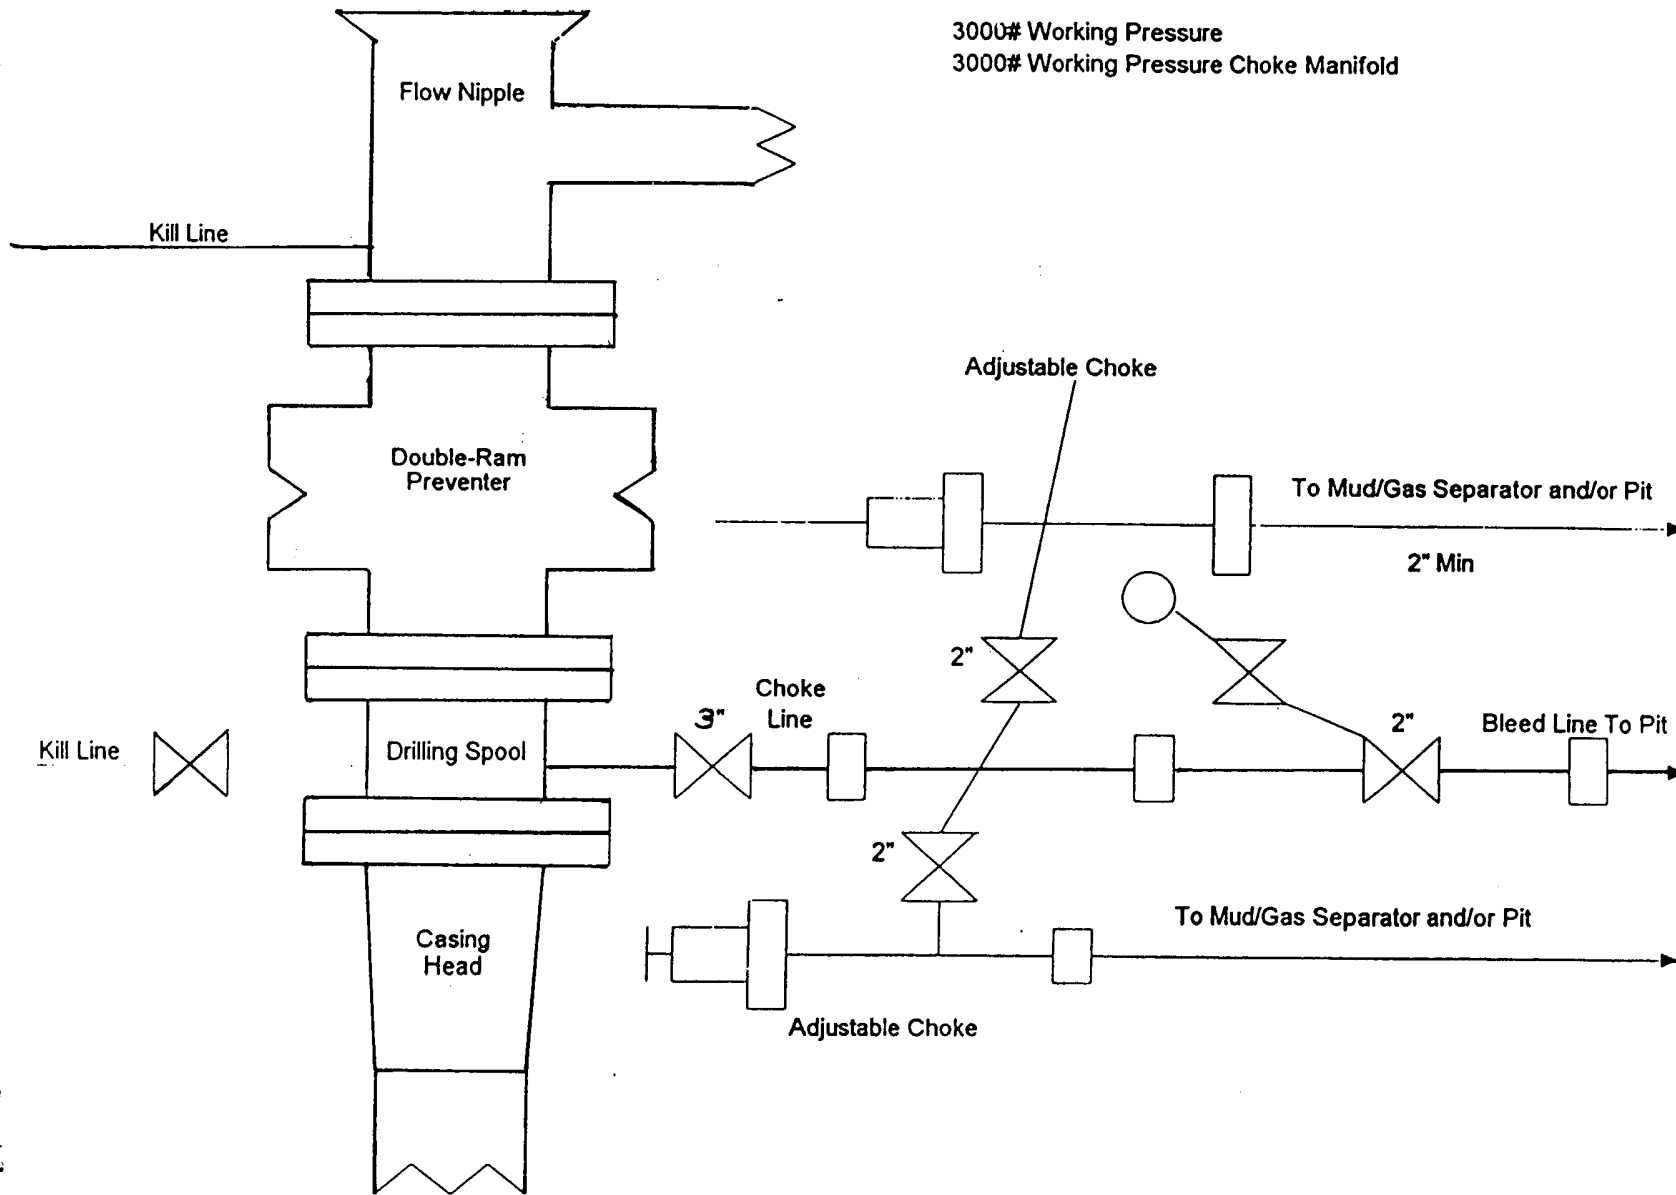 3000# Working Pressure
3000# Working Pressure Choke Manifold
Flow Nipple
Kill Line
Adjustable Choke
Double-Ram
Preventer
To Mud/Gas Separator and/or Pit
2" Min
2"
Choke
Line
3"
2"
Bleed Line To Pit
Kill Line
Drilling Spool
2"
To Mud/Gas Separator and/or Pit
Casing
Head
Adjustable Choke